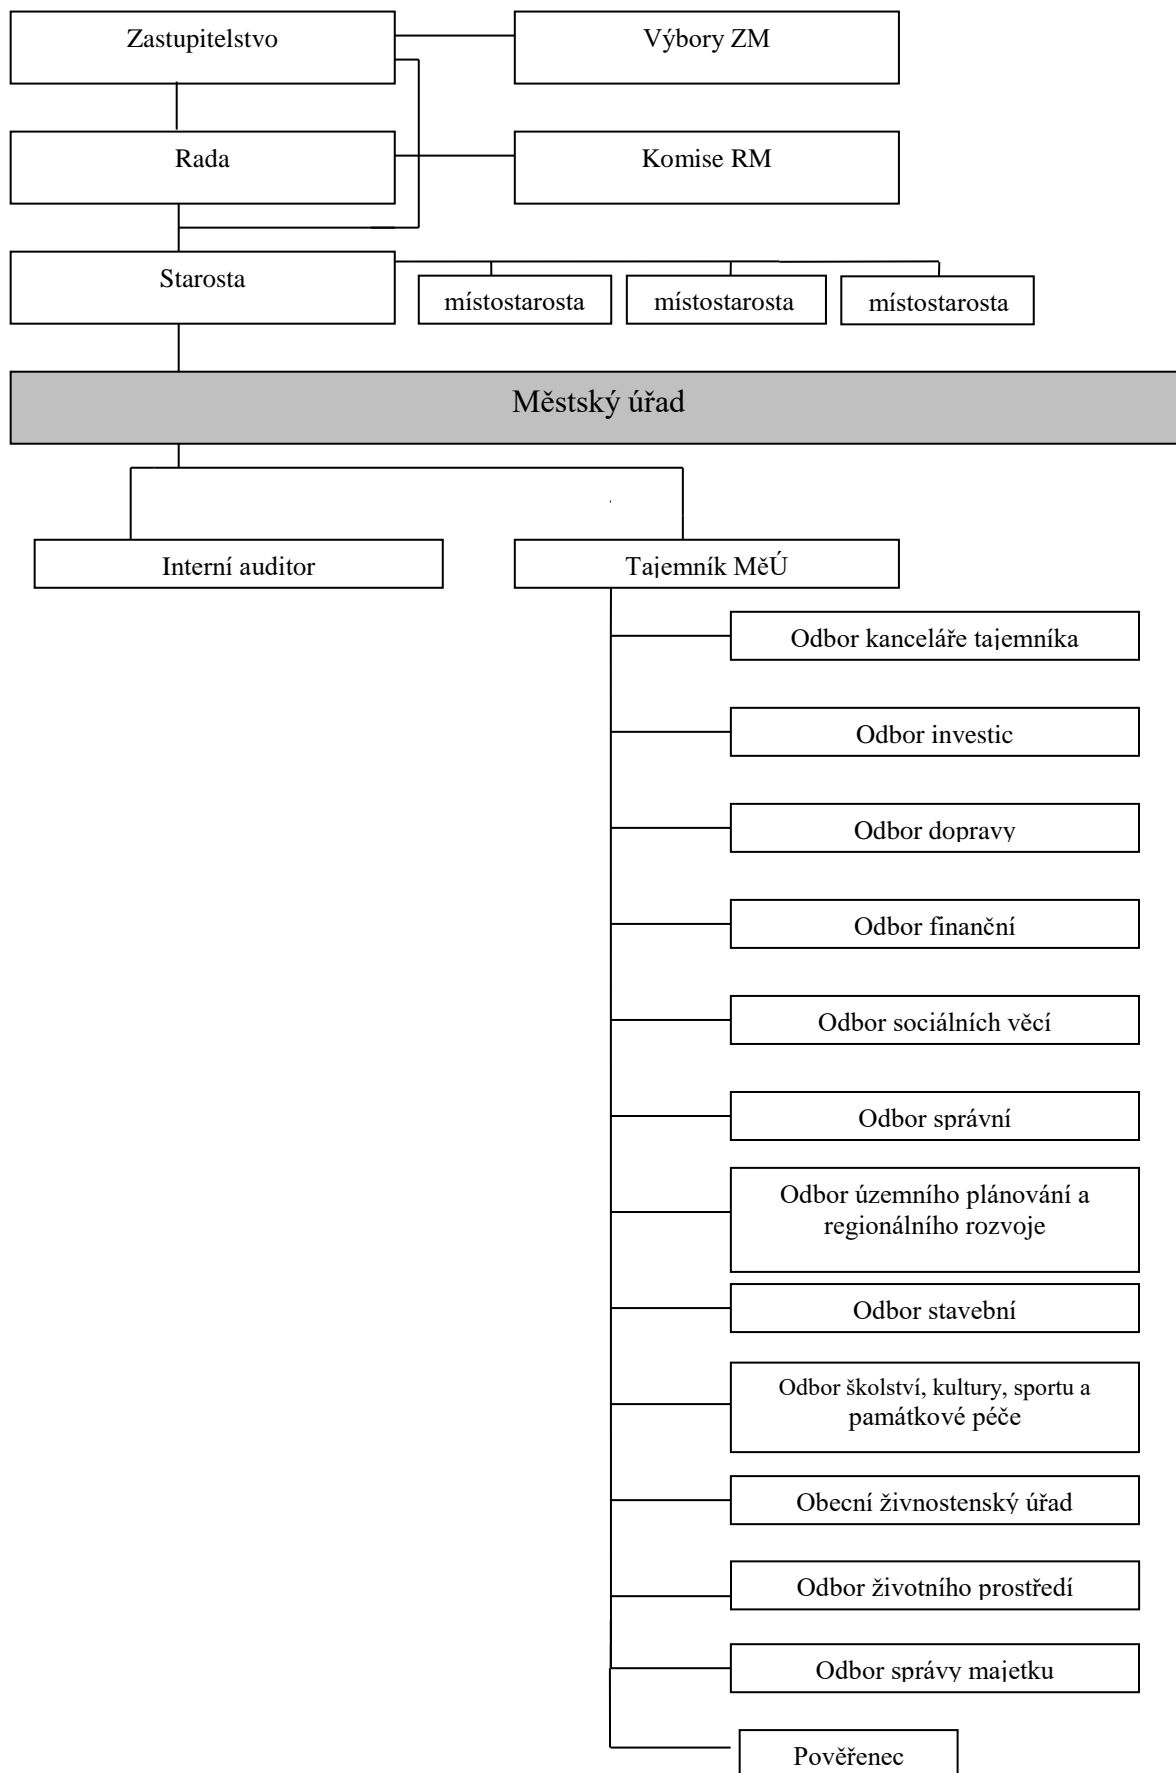 Zastupitelstvo
Výbory ZM
Rada
Komise RM
Starosta
místostarosta
místostarosta
místostarosta
Městský úřad
Interní auditor
Tajemník MěÚ
Odbor kanceláře tajemníka
Odbor investic
Odbor dopravy
Odbor finanční
Odbor sociálních věcí
Odbor správní
Odbor územního plánování a
regionálního rozvoje
Odbor stavební
Odbor školství, kultury, sportu a
památkové péče
Obecní živnostenský úřad
Odbor životního prostředí
Odbor správy majetku
Pověřenec